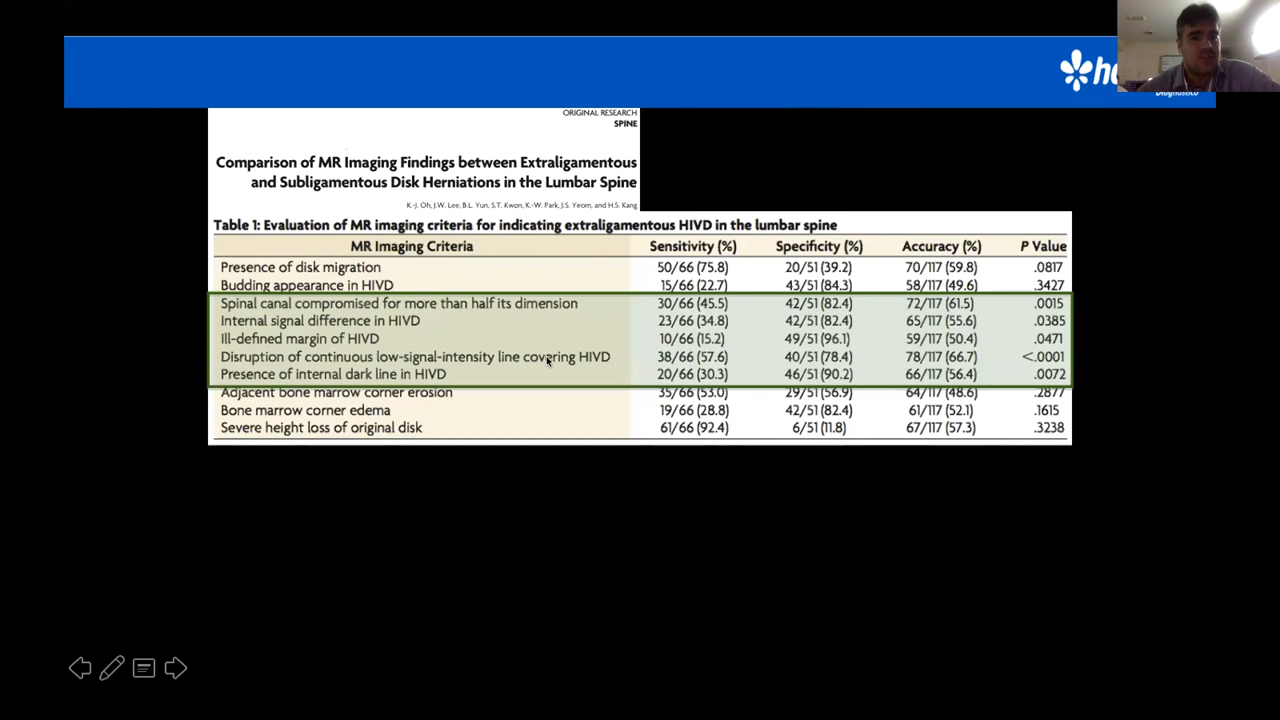 ORIGINAL RESEARCH
SPINE
Comparison of MR Imaging Findings between Extraligamentous
and Subligamentous Disk Herniations in the Lumbar Spine
K.-J. Oh, J.W. Lee, B.L. Yun, S.T. Kwon, K.-W. Park, J.S. Yeom, and H.S. Kang
Table 1: Evaluation of MR imaging criteria for indicating extraligamentous HIVD in the lumbar spine
MR Imaging Criteria Sensitivity (%) Specificity (%) Accuracy (%) P Value
Presence of disk migration 50/66 (75.8) 20/51 (39.2) 70/117 (59.8) .0817
Budding appearance in HIVD 15/66 (22.7) 43/51 (84.3) 58/117 (49.6) .3427
Spinal canal compromised for more than half its dimension 30/66 (45.5) 42/51 (82.4) 72/117 (61.5) .0015
Internal signal difference in HIVD 23/66 (34.8) 42/51 (82.4) 65/117 (55.6) .0385
Ill-defined margin of HIVD 10/66 (15.2) 49/51 (96.1) 59/117 (50.4) .0471
Disruption of continuous low-signal-intensity line covering HIVD 38/66 (57.6) 40/51 (78.4) 78/117 (66.7) <.0001
Presence of internal dark line in HIVD 20/66 (30.3) 46/51 (90.2) 66/117 (56.4) .0072
Adjacent bone marrow corner erosion 35/66 (53.0) 29/51 (56.9) 64/117 (48.6) .2877
Bone marrow corner edema 19/66 (28.8) 42/51 (82.4) 61/117 (52.1) .1615
Severe height loss of original disk 61/66 (92.4) 6/51 (11.8) 67/117 (57.3) .3238